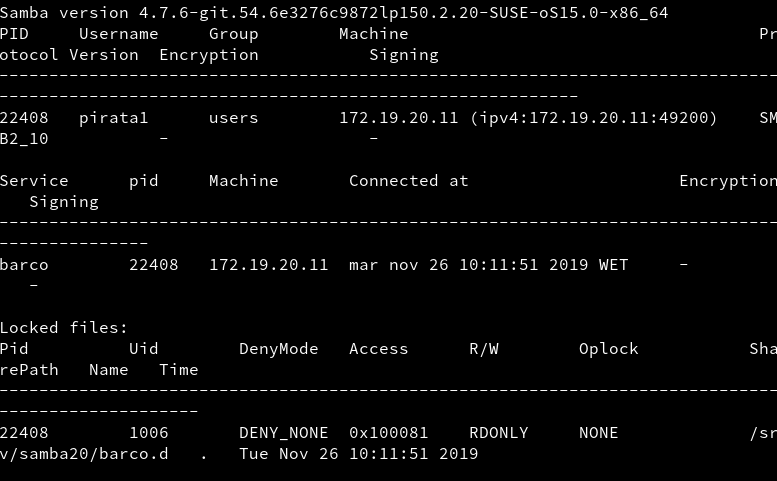 Samba version 4.7.6-git.54.6e3276c9872lp150.2.20-SUSE-oS15.0-x86_64
PID     Username     Group        Machine                                   Pr
otocol Version  Encryption           Signing
------------------------------------------------------------------------------
----------------------------------------------------------
22408   pirata1      users        172.19.20.11 (ipv4:172.19.20.11:49200)    SM
B2_10           -                    -
Service      pid     Machine       Connected at                     Encryption
   Signing
------------------------------------------------------------------------------
---------------
barco        22408   172.19.20.11  mar nov 26 10:11:51 2019 WET     -
   -
Locked files:
Pid          Uid        DenyMode   Access      R/W        Oplock           Sha
rePath   Name   Time
------------------------------------------------------------------------------
--------------------
22408        1006       DENY_NONE  0x100081    RDONLY     NONE             /sr
v/samba20/barco.d   .   Tue Nov 26 10:11:51 2019